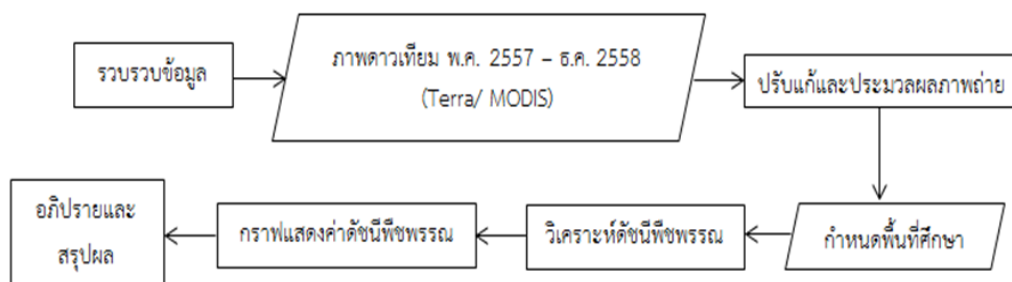 รวบรวบข้อมูล
ภาพดาวเทียม พ.ค. 2557 – ธ.ค. 2558
(Terra/ MODIS)
ปรับแก้และประมวลผลภาพถ่าย
กำหนดพื้นที่ศึกษา
วิเคราะห์ดัชนีพืชพรรณ
กราฟแสดงค่าดัชนีพืชพรรณ
อภิปรายและ
สรุปผล